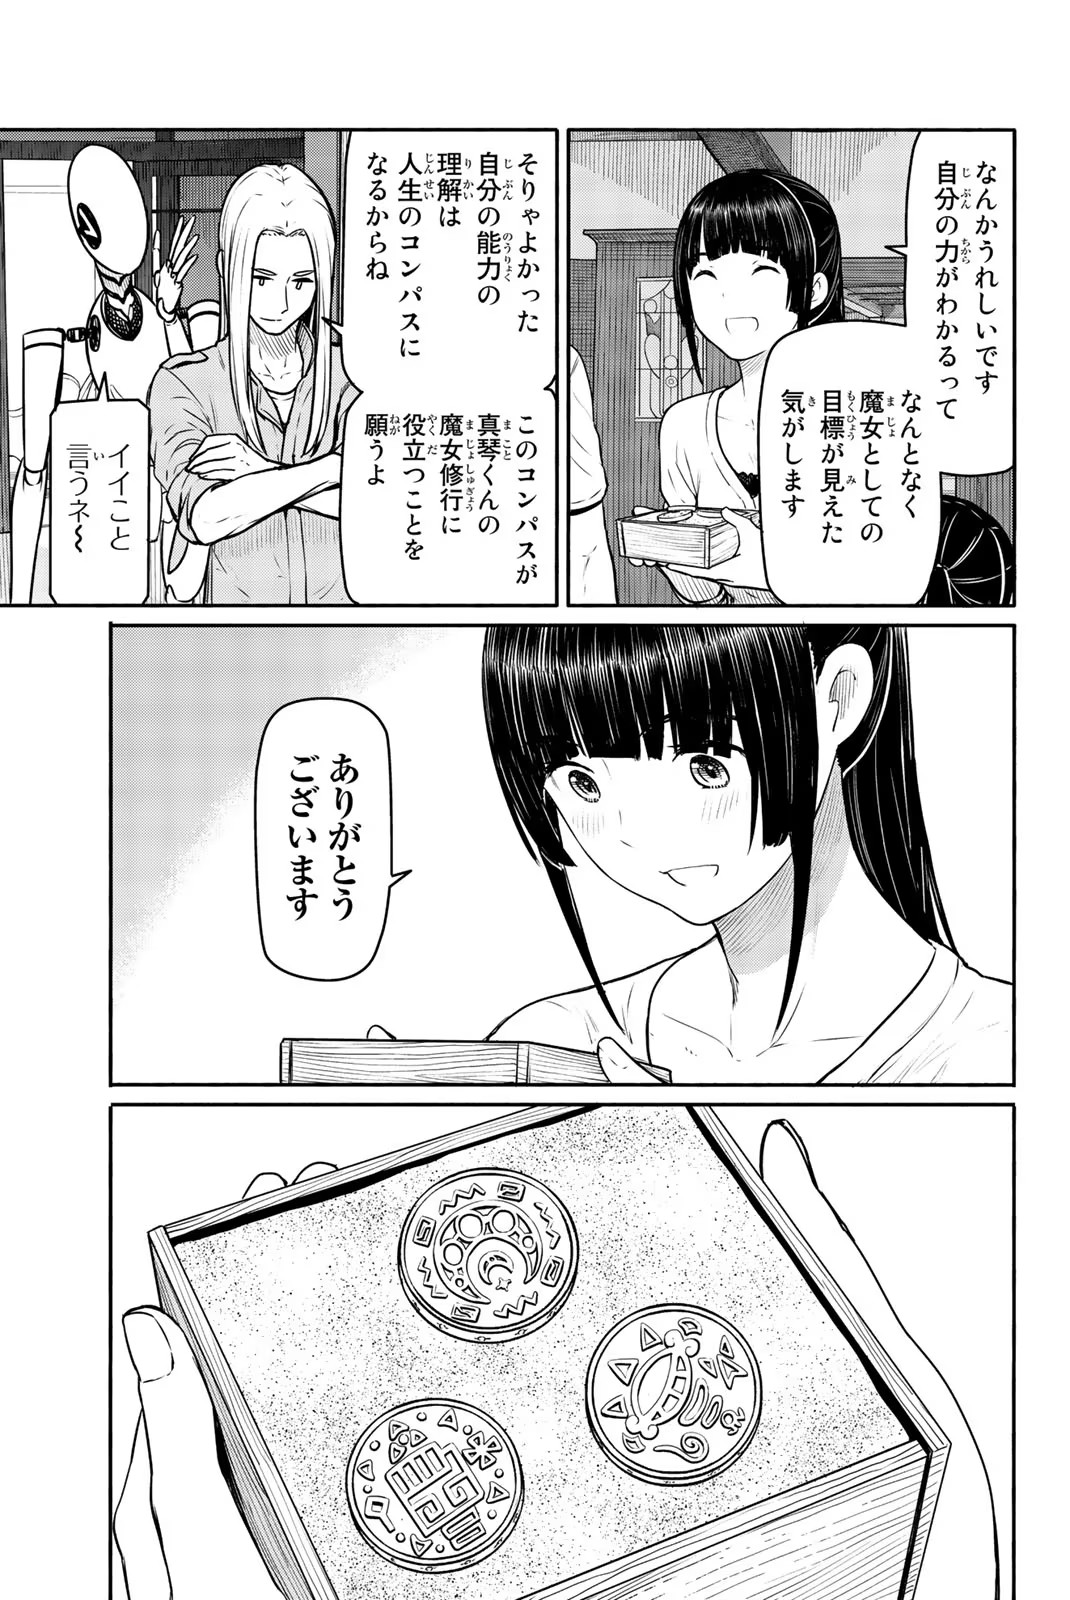 なんかうれしいです
自分の力がわかるって
なんとなく
魔女としての
目標が見えた
気がします
そりゃよかった
自分の能力の
理解は
人生のコンパスに
なるからね
このコンパスが
真琴くんの
魔女修行に
役立つことを
願うよ
イイこと
言うネ〜
ありがとう
ございます